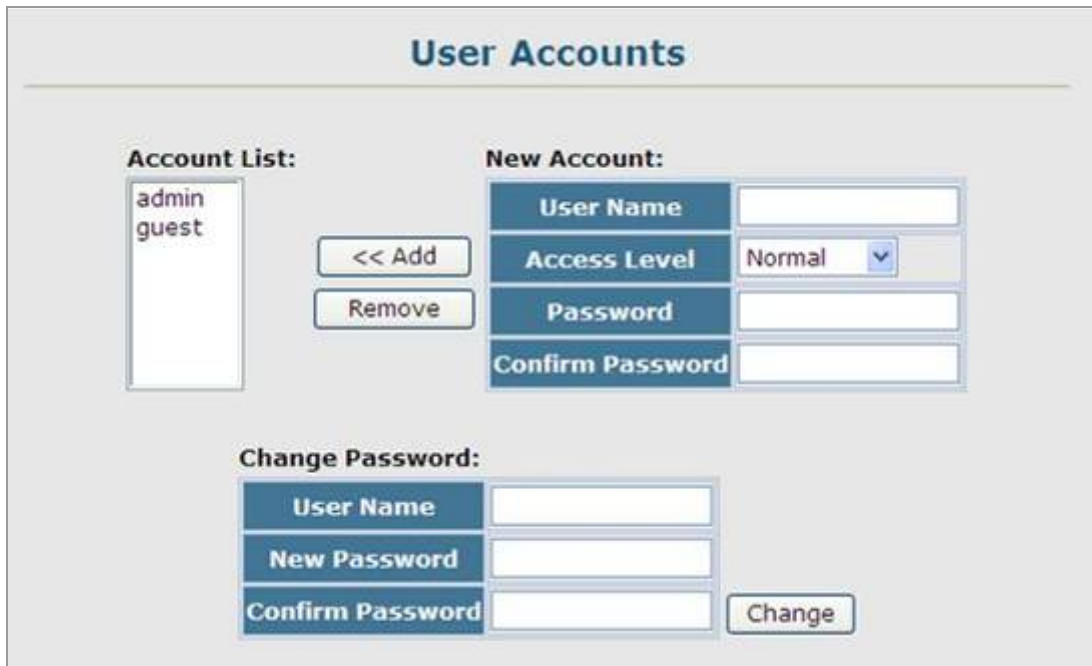 User Accounts
Account List:
admin
guest
<< Add
Remove
New Account:
User Name
Access Level Normal
Password
Confirm Password
Change Password:
User Name
New Password
Confirm Password
Change